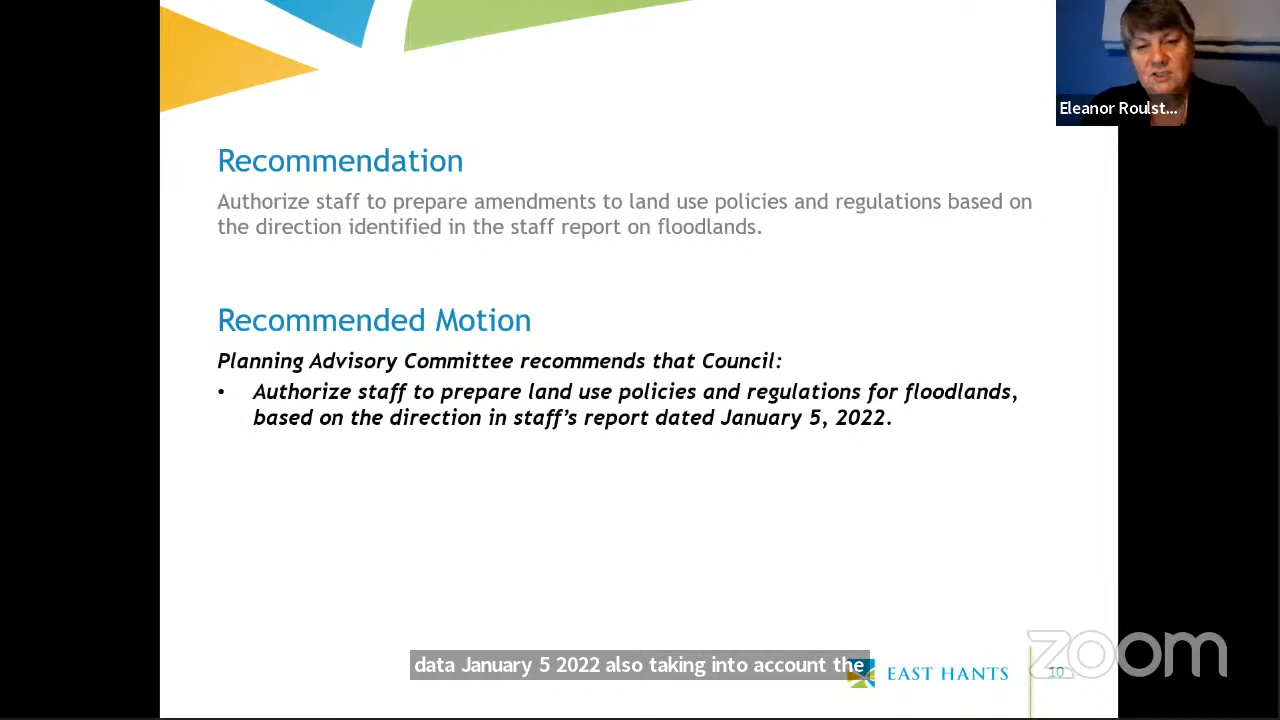 Eleanor Roulst...
Recommendation
Authorize staff to prepare amendments to land use policies and regulations based on
the direction identified in the staff report on floodlands.
Recommended Motion
Planning Advisory Committee recommends that Council:
• Authorize staff to prepare land use policies and regulations for floodlands,
based on the direction in staff's report dated January 5, 2022.
data January 5 2022 also taking into account the
EAST HANTS
10
zoom